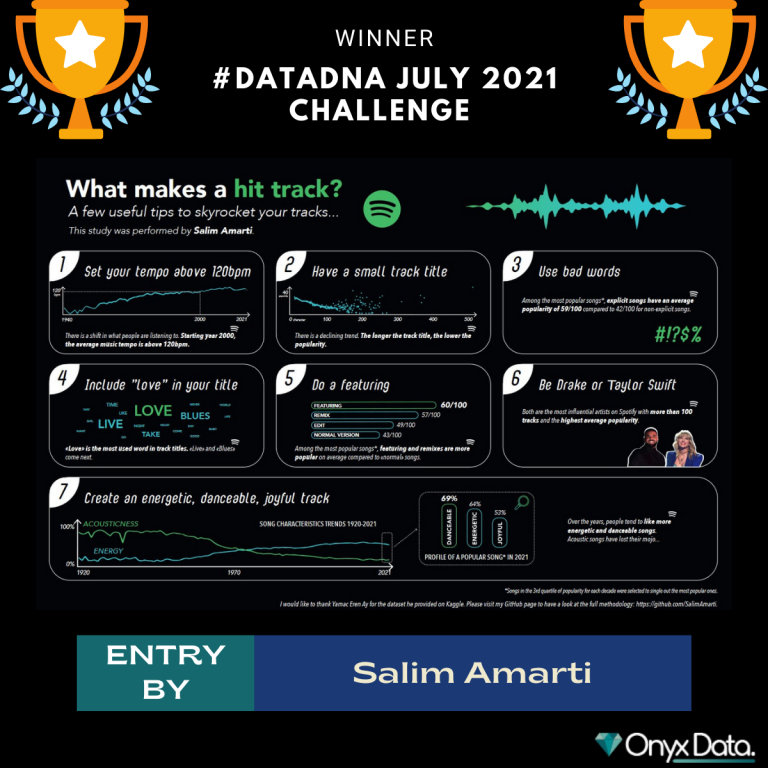 WINNER
#DATADNA JULY 2021
CHALLENGE
What makes a hit track?
A few useful tips to skyrocket your tracks...
This study was performed by Salim Amarti.
1 Set your tempo above 120bpm
120
bpm
1940
2000
2021
There is a shift in what people are listening to. Starting year 2000,
the average music tempo is above 120bpm.
2 Have a small track title
40
0
100
200
300
400
500
There is a declining trend. The longer the track title, the lower the
popularity.
3 Use bad words
Among the most popular songs*, explicit songs have an average
popularity of 59/100 compared to 42/100 for non-explicit songs.
#!?$%
4 Include "love" in your title
TIME
LIKE
LOVE
LIVE
BLUES
TAKE
«Love» is the most used word in track titles. «Live» and «Blues»
come next.
5 Do a featuring
FEATURING 60/100
REMIX 57/100
EDIT 49/100
NORMAL VERSION 43/100
Among the most popular songs*, featuring and remixes are more
popular on average compared to «normal» songs.
6 Be Drake or Taylor Swift
Both are the most influential artists on Spotify with more than 100
tracks and the highest average popularity.
7 Create an energetic, danceable, joyful track
100%
ACOUSTICNESS
SONG CHARACTERISTICS TRENDS 1920-2021
ENERGY
0%
1920
1970
2021
69%
64%
53%
DANCEABLE
ENERGETIC
JOYFUL
PROFILE OF A POPULAR SONG* IN 2021
Over the years, people tend to like more
energetic and danceable songs.
Acoustic songs have lost their mojo...
*Songs in the 3rd quartile of popularity for each decade were selected to single out the most popular ones.
I would like to thank Yamac Eren Ay for the dataset he provided on Kaggle. Please visit my GitHub page to have a look at the full methodology: https://github.com/SalimAmarti.
ENTRY
BY
Salim Amarti
Onyx Data.